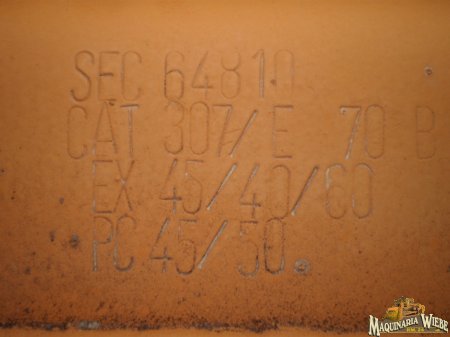 SEC 64810
CAT 307/E 70 B
EX 45/40/60
PC 45/50
MAQUINARIA WIEBE